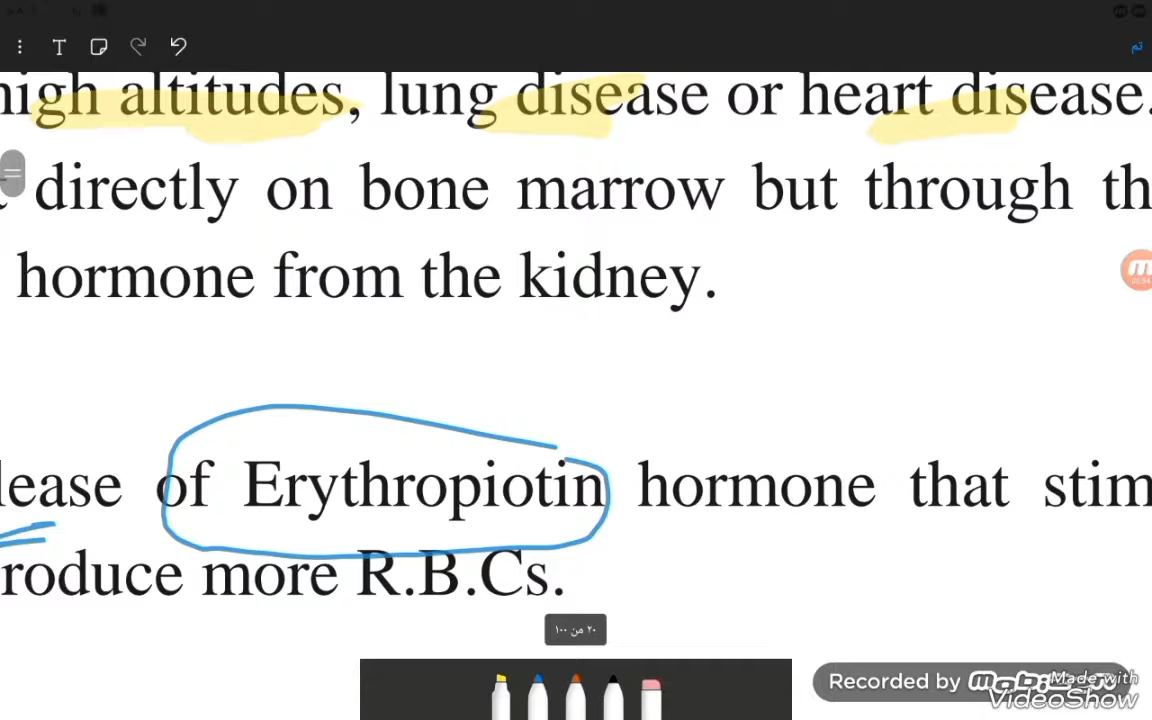 T
تم
high altitudes, lung disease or heart disease.
directly on bone marrow but through th
hormone from the kidney.
lease of Erythropiotin hormone that stim
roduce more R.B.Cs.
٢٠ من ١٠٠
Recorded by
Made with
VideoShow